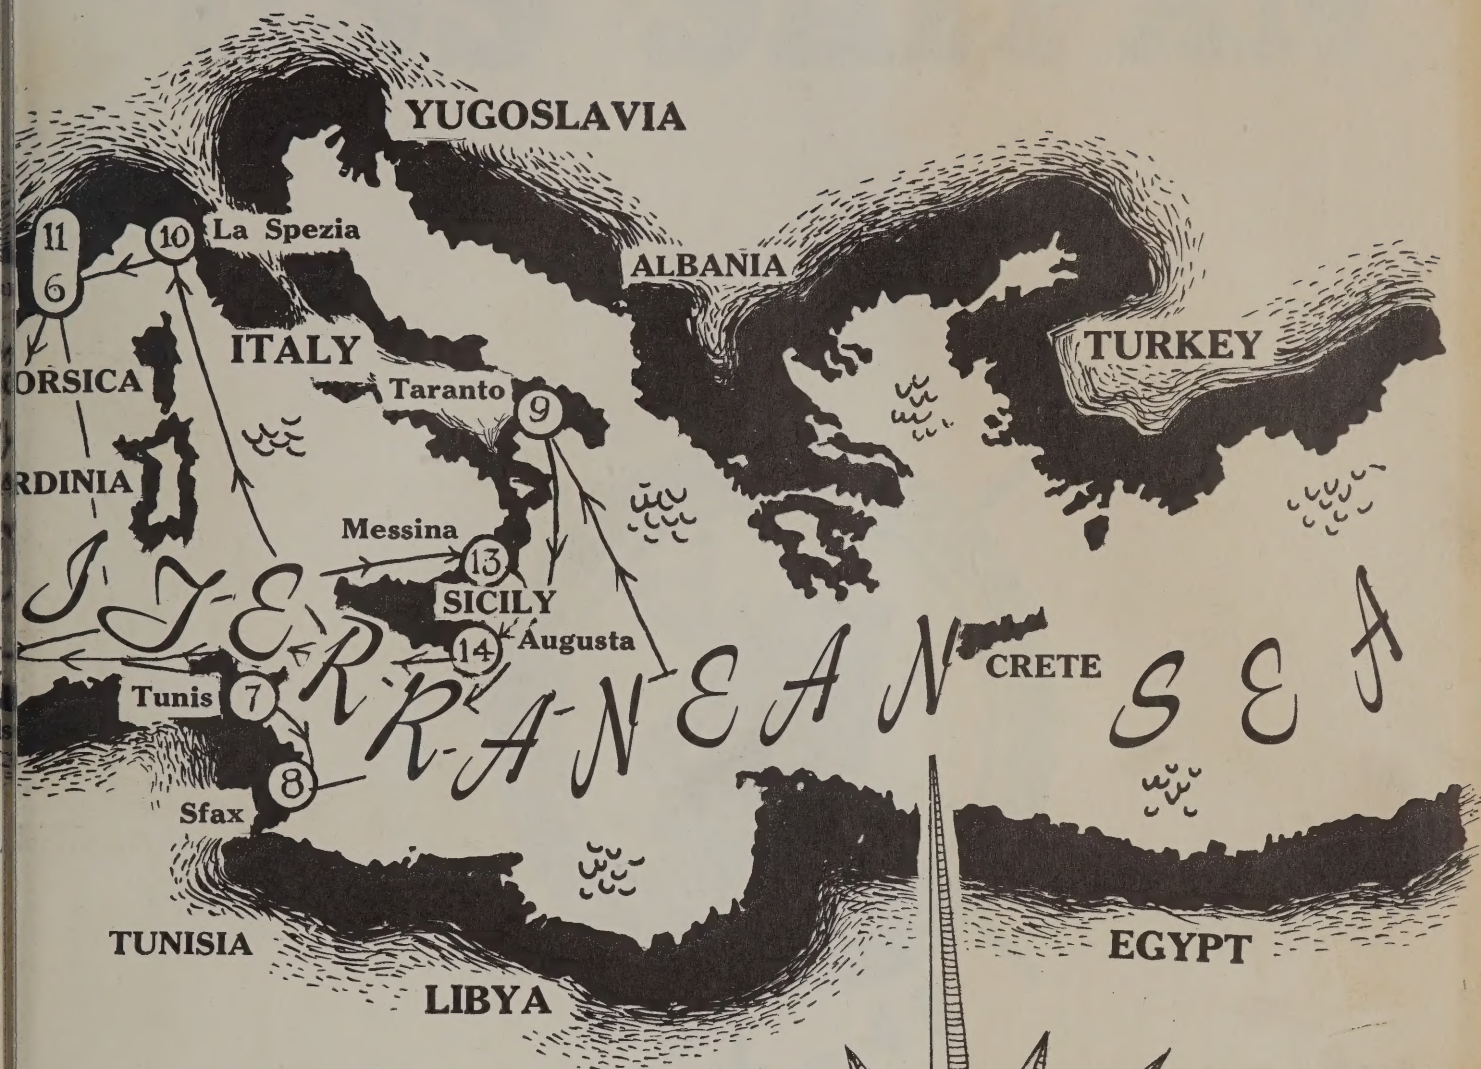 YUGOSLAVIA
11
6
10
La Spezia
ALBANIA
ITALY
TURKEY
ORSICA
Taranto
9
RDINIA
Messina
13
SICILY
14
Augusta
I-T-E-R-R-A-N E A N S E A
CRETE
Tunis
7
8
Sfax
TUNISIA
LIBYA
EGYPT